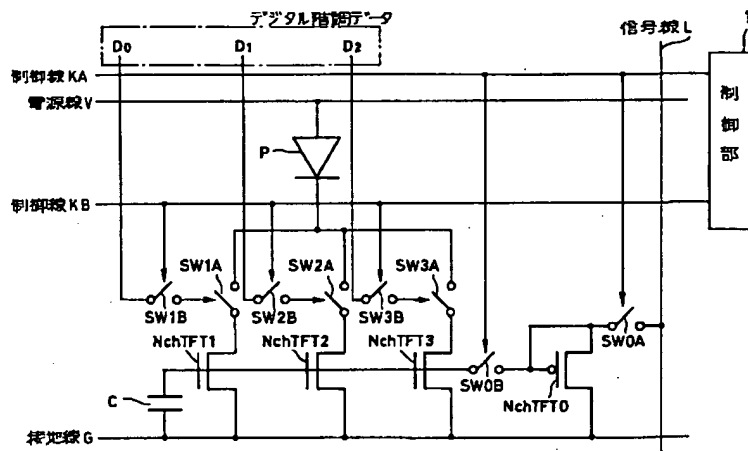 デジタル階調データ
D0 D1 D2
信号線L
制御線KA
電源線V
制御部
P
制御線KB
SW1A SW2A SW3A
SW1B SW2B SW3B SW0A
NchTFT1 NchTFT2 NchTFT3 SW0B
C NchTFT0
接地線G